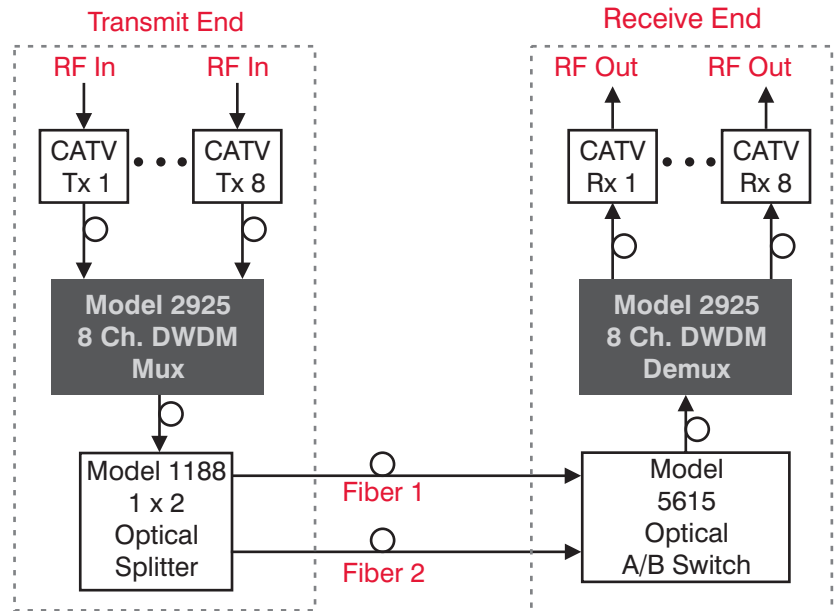 Transmit End
RF In
RF In
CATV
Tx 1
CATV
Tx 8
Model 2925
8 Ch. DWDM
Mux
Model 1188
1 x 2
Optical
Splitter
Fiber 1
Fiber 2
Receive End
RF Out
RF Out
CATV
Rx 1
CATV
Rx 8
Model 2925
8 Ch. DWDM
Demux
Model
5615
Optical
A/B Switch